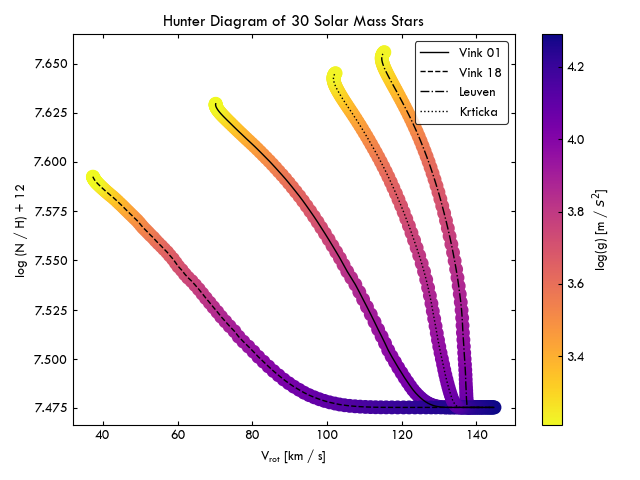 Hunter Diagram of 30 Solar Mass Stars
log (N / H) + 12
7.650
7.625
7.600
7.575
7.550
7.525
7.500
7.475
40 60 80 100 120 140
V_rot [km / s]
Vink 01
Vink 18
Leuven
Krticka
4.2
4.0
3.8
3.6
3.4
log(g) [m / s²]